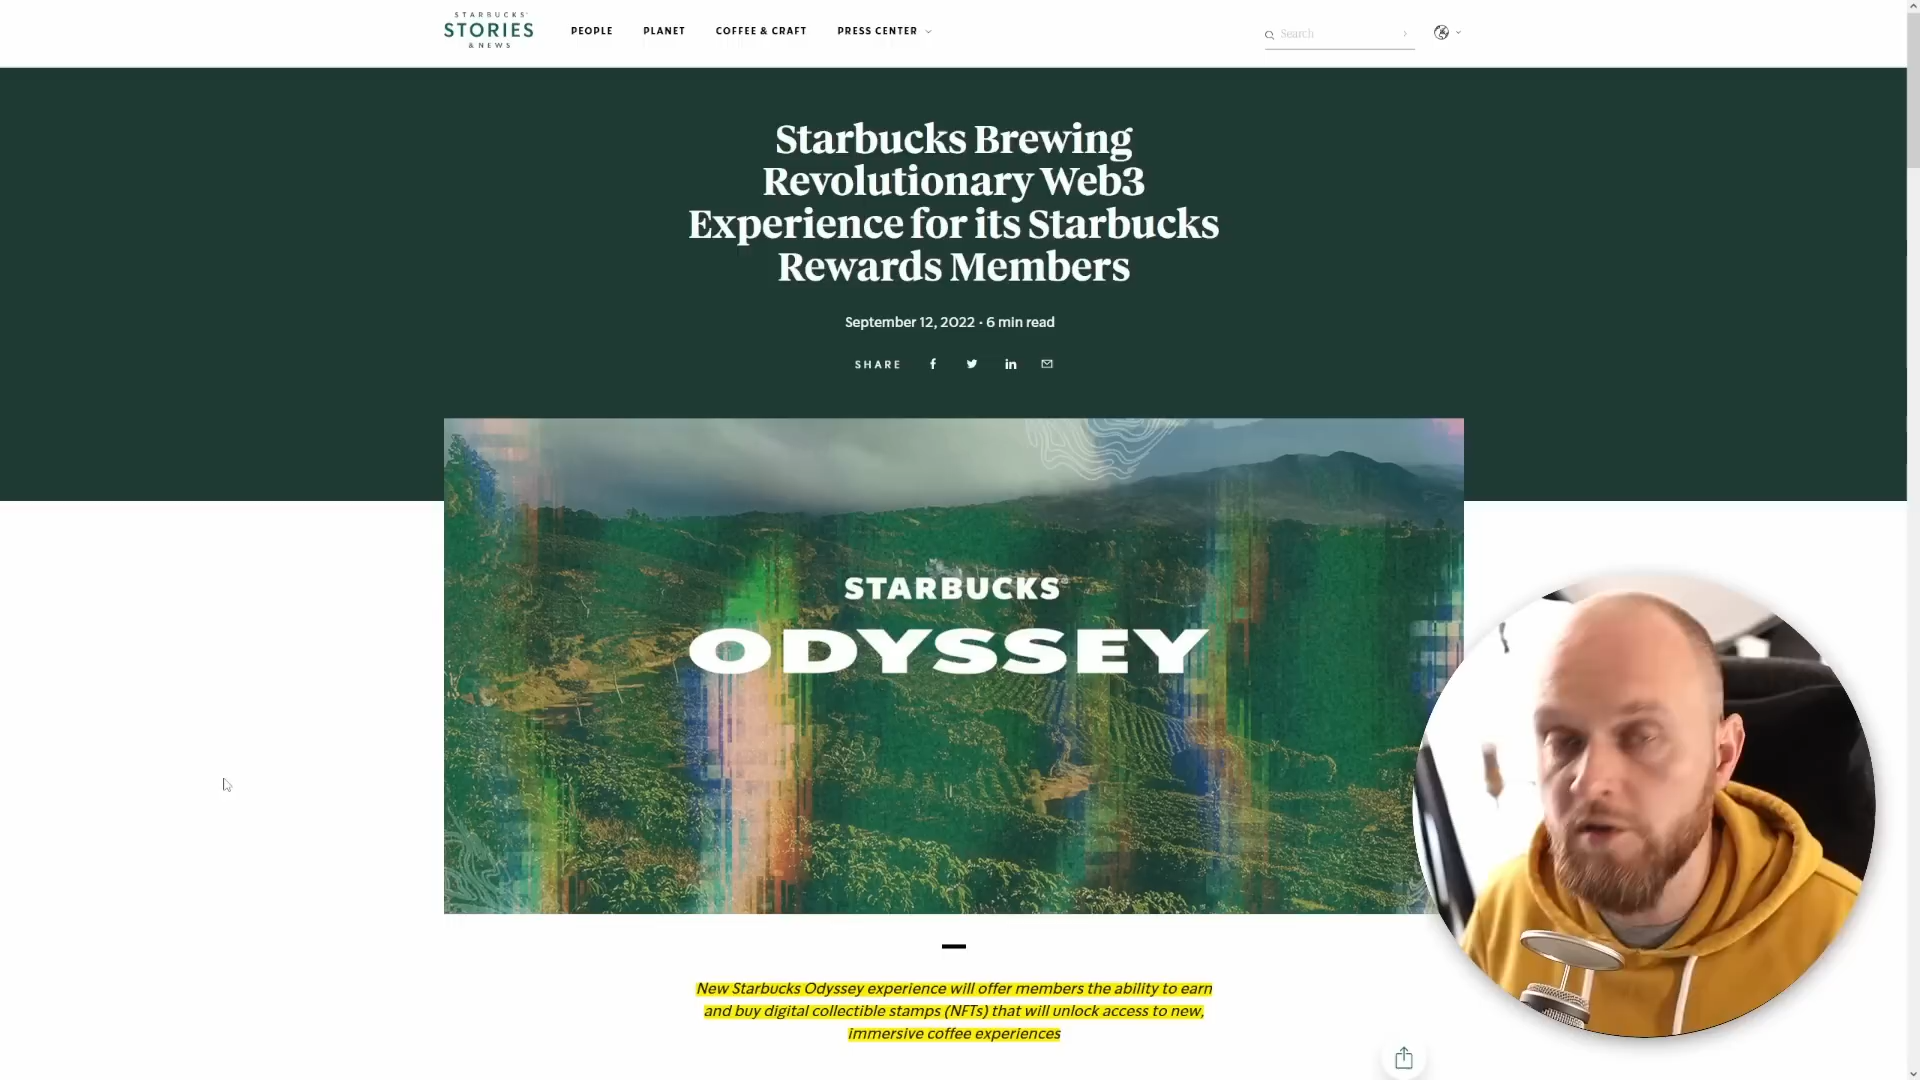 STARBUCKS
STORIES
& NEWS
PEOPLE
PLANET
COFFEE & CRAFT
PRESS CENTER
Search
Starbucks Brewing
Revolutionary Web3
Experience for its Starbucks
Rewards Members
September 12, 2022 · 6 min read
SHARE
STARBUCKS®
ODYSSEY
New Starbucks Odyssey experience will offer members the ability to earn
and buy digital collectible stamps (NFTs) that will unlock access to new,
immersive coffee experiences